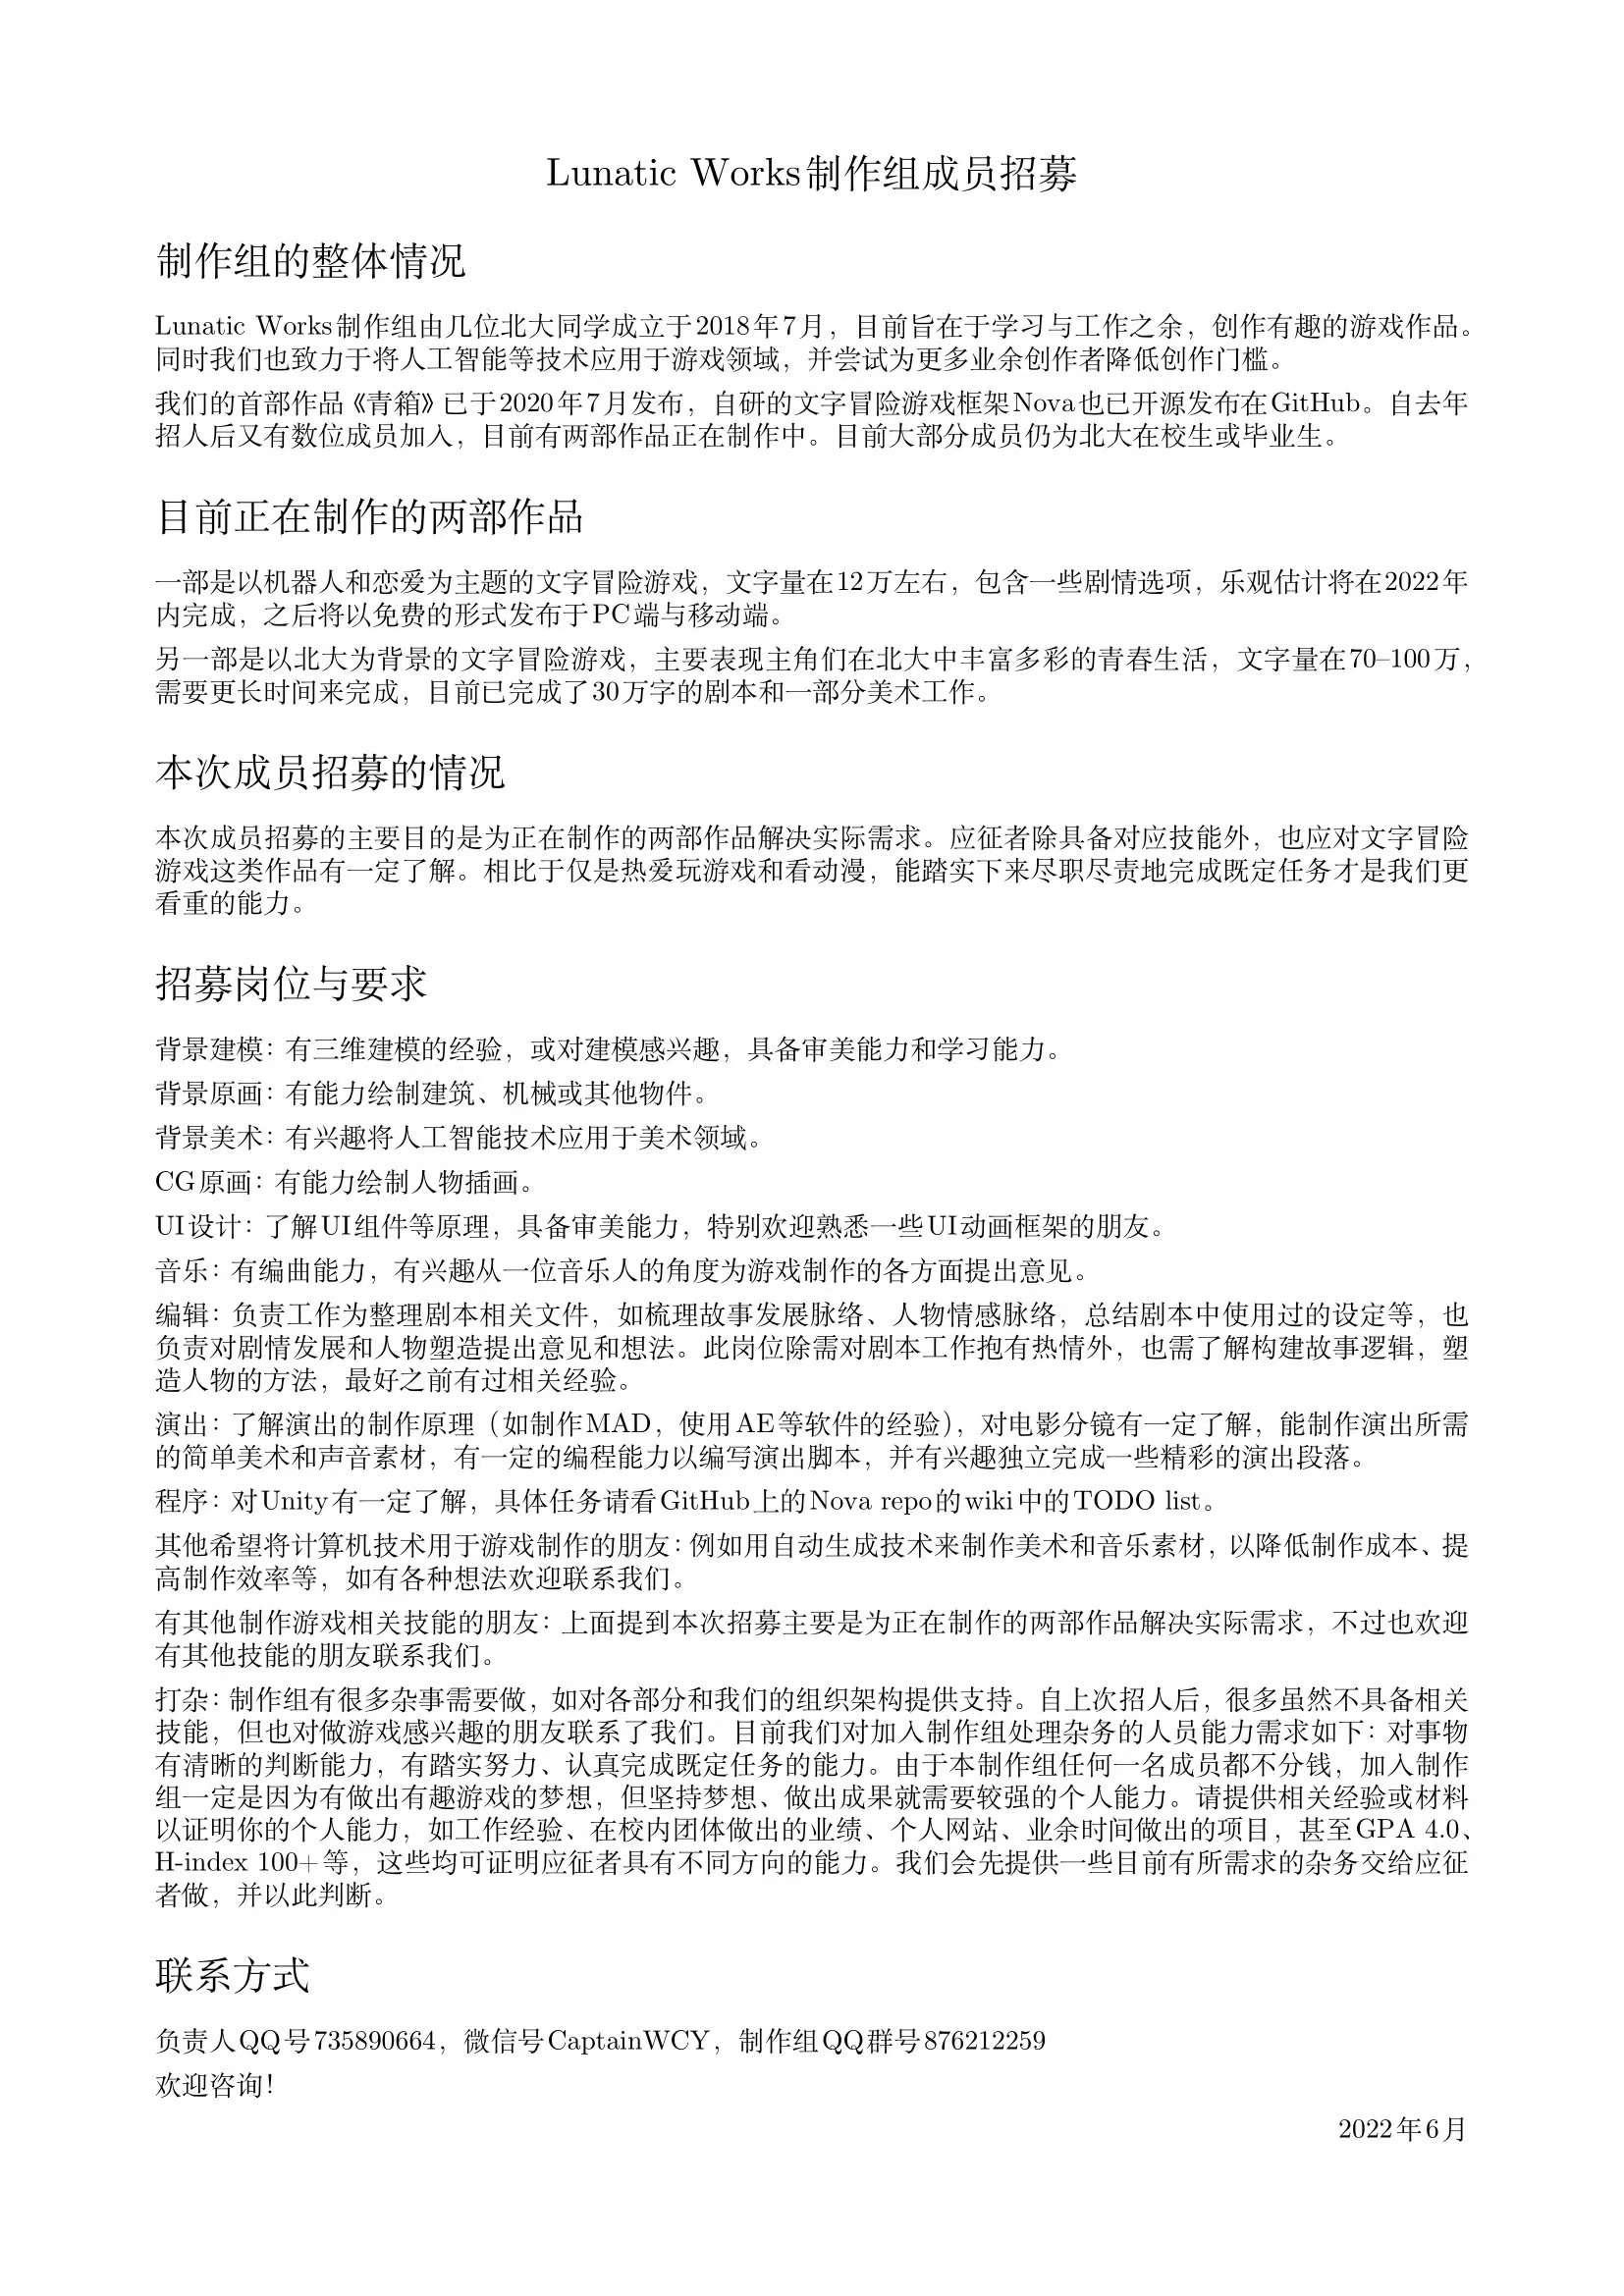 Lunatic Works制作组成员招募
制作组的整体情况
Lunatic Works制作组由几位北大同学成立于2018年7月，目前旨在于学习与工作之余，创作有趣的游戏作品。
同时我们也致力于将人工智能等技术应用于游戏领域，并尝试为更多业余创作者降低创作门槛。
我们的首部作品《青箱》已于2020年7月发布，自研的文字冒险游戏框架Nova也已开源发布在GitHub。自去年
招人后又有数位成员加入，目前有两部作品正在制作中。目前大部分成员仍为北大在校生或毕业生。
目前正在制作的两部作品
一部是以机器人和恋爱为主题的文字冒险游戏，文字量在12万左右，包含一些剧情选项，乐观估计将在2022年
内完成，之后将以免费的形式发布于PC端与移动端。
另一部是以北大为背景的文字冒险游戏，主要表现主角们在北大中丰富多彩的青春生活，文字量在70–100万，
需要更长时间来完成，目前已完成了30万字的剧本和一部分美术工作。
本次成员招募的情况
本次成员招募的主要目的是为正在制作的两部作品解决实际需求。应征者除具备对应技能外，也应对文字冒险
游戏这类作品有一定了解。相比于仅是热爱玩游戏和看动漫，能踏实下来尽职尽责地完成既定任务才是我们更
看重的能力。
招募岗位与要求
背景建模：有三维建模的经验，或对建模感兴趣，具备审美能力和学习能力。
背景原画：有能力绘制建筑、机械或其他物件。
背景美术：有兴趣将人工智能技术应用于美术领域。
CG原画：有能力绘制人物插画。
UI设计：了解UI组件等原理，具备审美能力，特别欢迎熟悉一些UI动画框架的朋友。
音乐：有编曲能力，有兴趣从一位音乐人的角度为游戏制作的各方面提出意见。
编辑：负责工作为整理剧本相关文件，如梳理故事发展脉络、人物情感脉络，总结剧本中使用过的设定等，也
负责对剧情发展和人物塑造提出意见和想法。此岗位除需对剧本工作抱有热情外，也需了解构建故事逻辑，塑
造人物的方法，最好之前有过相关经验。
演出：了解演出的制作原理（如制作MAD，使用AE等软件的经验），对电影分镜有一定了解，能制作演出所需
的简单美术和声音素材，有一定的编程能力以编写演出脚本，并有兴趣独立完成一些精彩的演出段落。
程序：对Unity有一定了解，具体任务请看GitHub上的Nova repo的wiki中的TODO list。
其他希望将计算机技术用于游戏制作的朋友：例如用自动生成技术来制作美术和音乐素材，以降低制作成本、提
高制作效率等，如有各种想法欢迎联系我们。
有其他制作游戏相关技能的朋友：上面提到本次招募主要是为正在制作的两部作品解决实际需求，不过也欢迎
有其他技能的朋友联系我们。
打杂：制作组有很多杂事需要做，如对各部分和我们的组织架构提供支持。自上次招人后，很多虽然不具备相关
技能，但也对做游戏感兴趣的朋友联系了我们。目前我们对加入制作组处理杂务的人员能力需求如下：对事物
有清晰的判断能力，有踏实努力、认真完成既定任务的能力。由于本制作组任何一名成员都不分钱，加入制作
组一定是因为有做出有趣游戏的梦想，但坚持梦想、做出成果就需要较强的个人能力。请提供相关经验或材料
以证明你的个人能力，如工作经验、在校内团体做出的业绩、个人网站、业余时间做出的项目，甚至GPA 4.0、
H-index 100+等，这些均可证明应征者具有不同方向的能力。我们会先提供一些目前有所需求的杂务交给应征
者做，并以此判断。
联系方式
负责人QQ号735890664，微信号CaptainWCY，制作组QQ群号876212259
欢迎咨询！
2022年6月